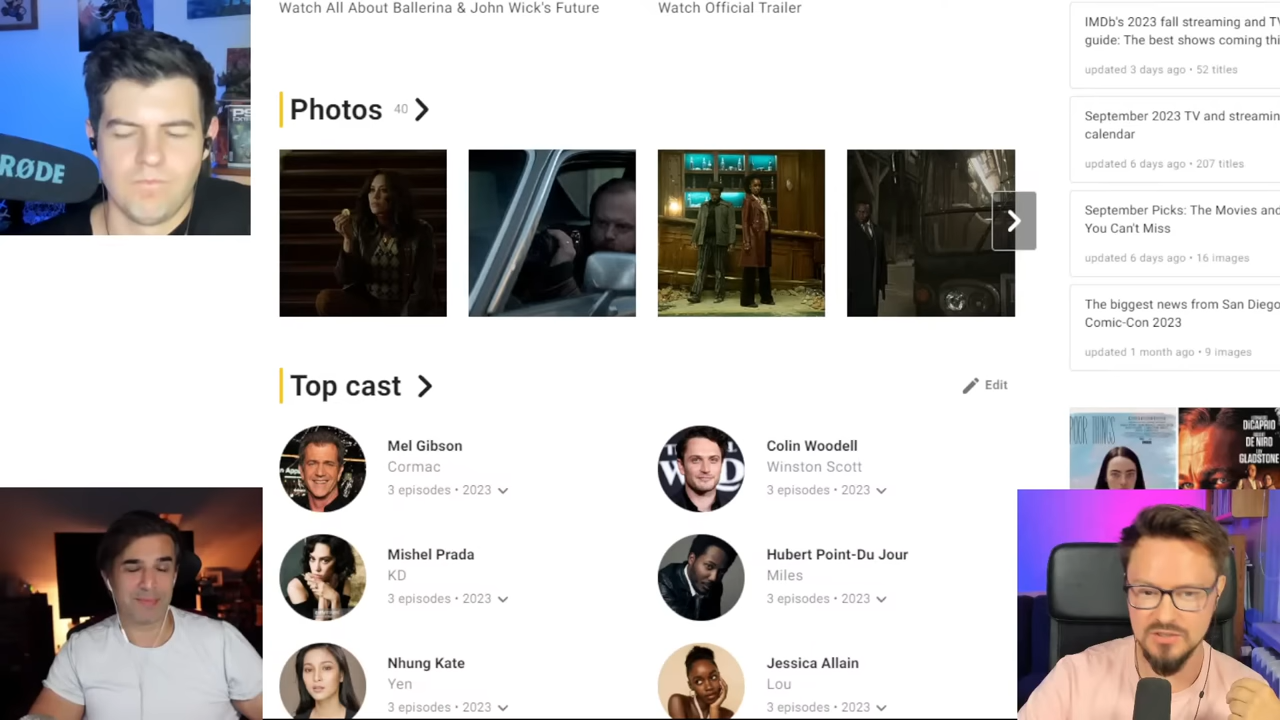 Watch All About Ballerina & John Wick's Future
Watch Official Trailer
IMDb's 2023 fall streaming and TV
guide: The best shows coming thi
updated 3 days ago • 52 titles
RØDE
Photos 40
September 2023 TV and streamin
calendar
updated 6 days ago • 207 titles
September Picks: The Movies and
You Can't Miss
updated 6 days ago • 16 images
The biggest news from San Diego
Comic-Con 2023
updated 1 month ago • 9 images
Top cast
Edit
POOR THINGS
DICAPRIO
DE NIRO
GLADSTONE
Mel Gibson
Cormac
3 episodes • 2023
Colin Woodell
Winston Scott
3 episodes • 2023
Mishel Prada
KD
3 episodes • 2023
Hubert Point-Du Jour
Miles
3 episodes • 2023
Nhung Kate
Yen
3 episodes • 2023
Jessica Allain
Lou
3 episodes • 2023